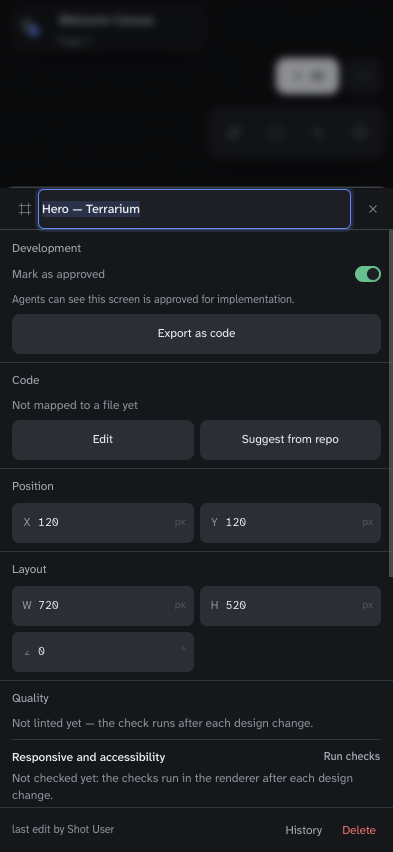 Welcome Canvas
Hero — Terrarium
Development
Mark as approved
Agents can see this screen is approved for implementation.
Export as code
Code
Not mapped to a file yet
Edit
Suggest from repo
Position
X 120 px
Y 120 px
Layout
W 720 px
H 520 px
∠ 0 °
Quality
Not linted yet — the check runs after each design change.
Responsive and accessibility
Run checks
Not checked yet: the checks run in the renderer after each design
change.
last edit by Shot User
History
Delete